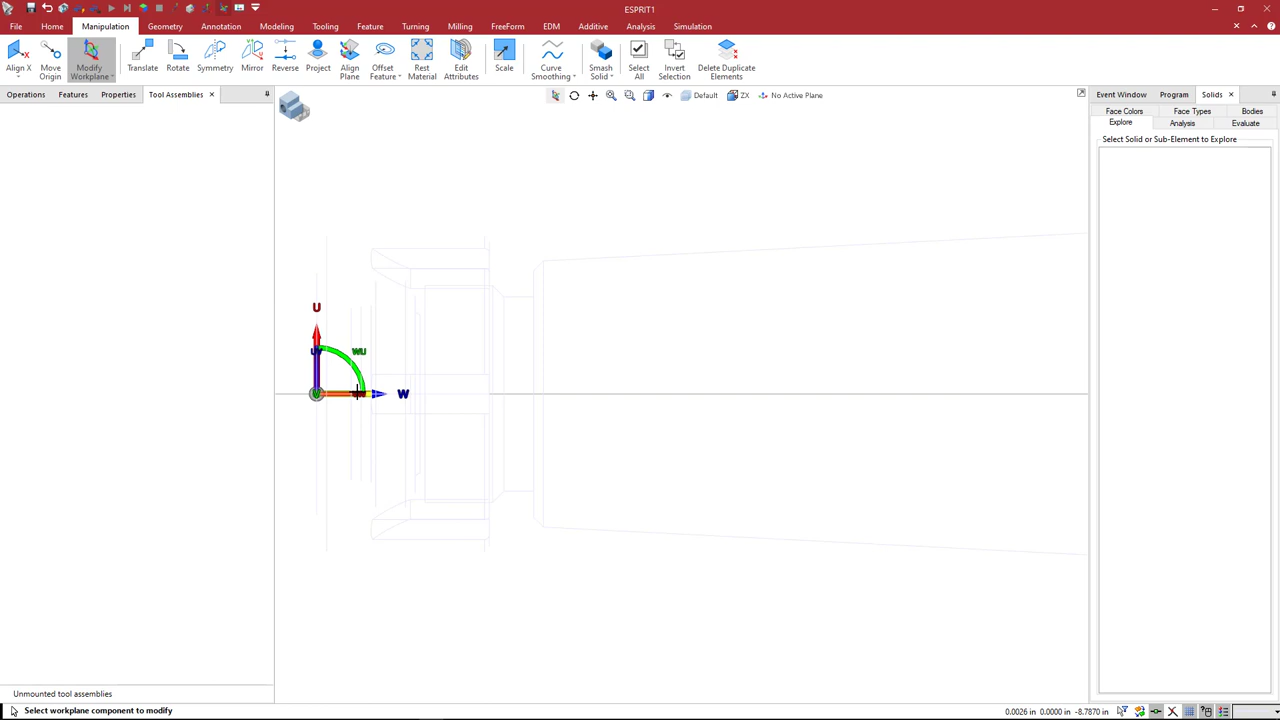 ESPRIT1
File Home Manipulation Geometry Annotation Modeling Tooling Feature Turning Milling FreeForm EDM Additive Analysis Simulation
Align X Move Origin Modify Workplane Translate Rotate Symmetry Mirror Reverse Project Align Plane Offset Feature Rest Material Edit Attributes Scale Curve Smoothing Smash Solid Select All Invert Selection Delete Duplicate Elements
Operations Features Properties Tool Assemblies
Default ZX No Active Plane
Event Window Program Solids
Face Colors Face Types Bodies
Explore Analysis Evaluate
Select Solid or Sub-Element to Explore
U
WU
W
Unmounted tool assemblies
Select workplane component to modify
0.0026 in 0.0000 in -8.7870 in